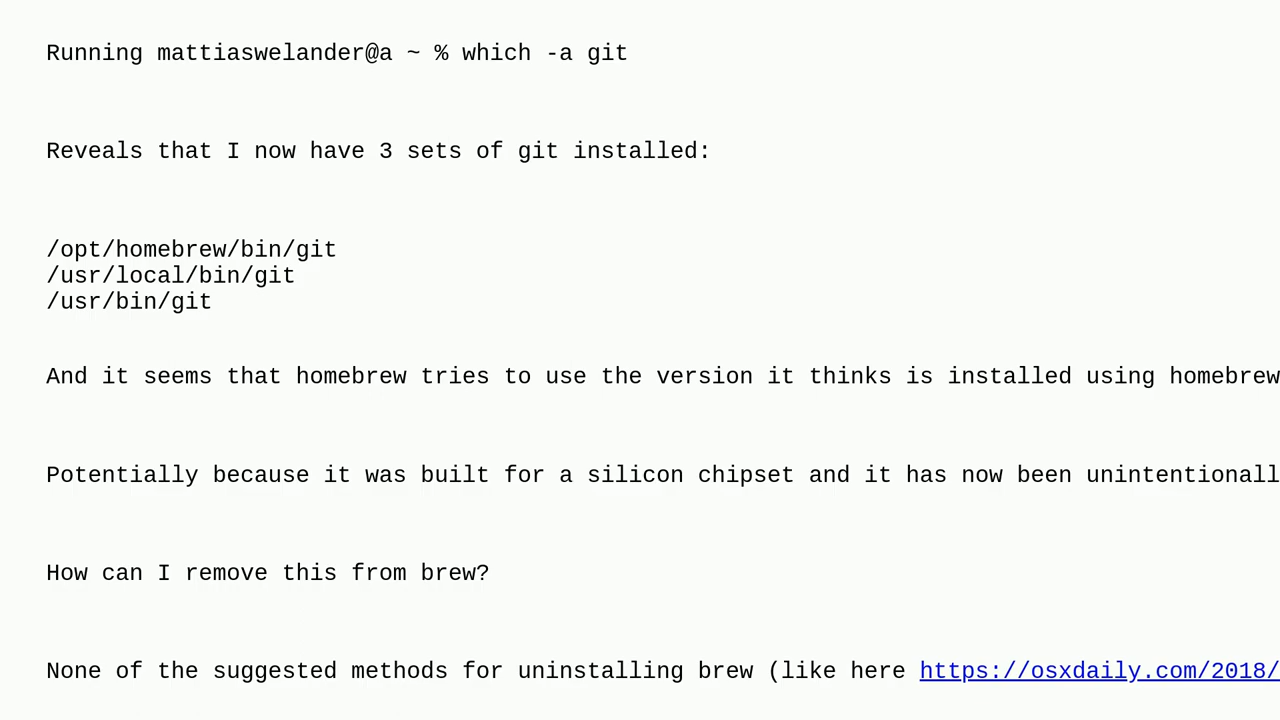 Running mattiaswelander@a ~ % which -a git
Reveals that I now have 3 sets of git installed:
/opt/homebrew/bin/git
/usr/local/bin/git
/usr/bin/git
And it seems that homebrew tries to use the version it thinks is installed using homebrew
Potentially because it was built for a silicon chipset and it has now been unintentionall
How can I remove this from brew?
None of the suggested methods for uninstalling brew (like here https://osxdaily.com/2018/